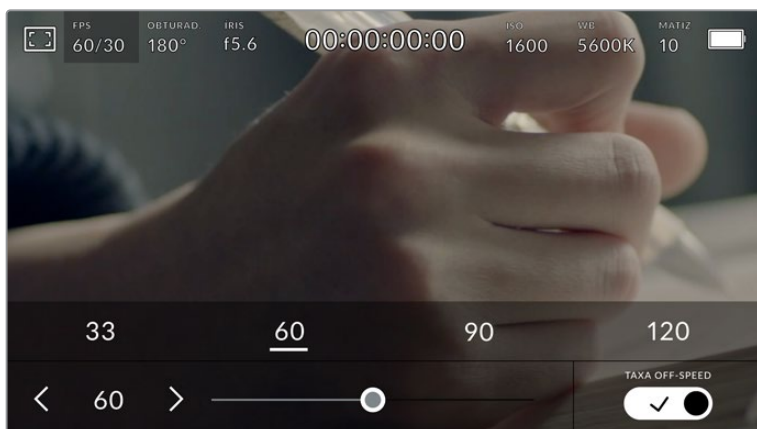 FPS OBTURAD IRIS ISO WB MATIZ
60/30 180° f5.6 00:00:00:00 1600 5600K 10
33 60 90 120
TAXA OFF-SPEED
60